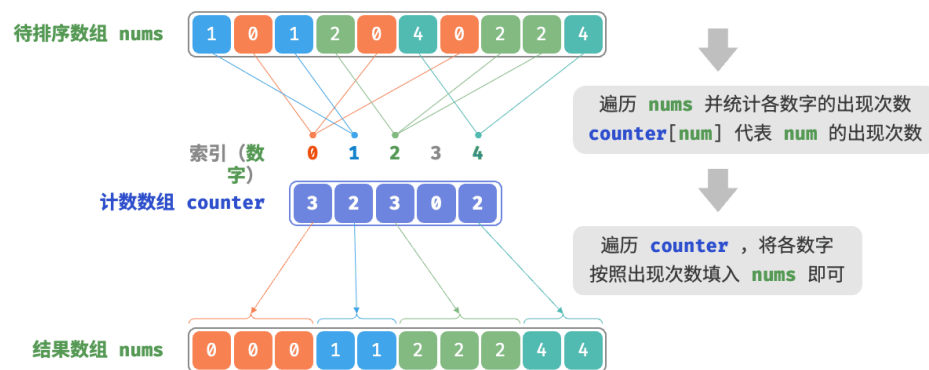 待排序数组 nums
1 0 1 2 0 4 0 2 2 4
遍历 nums 并统计各数字的出现次数
counter[num] 代表 num 的出现次数
索引（数
字）
0 1 2 3 4
计数数组 counter
3 2 3 0 2
遍历 counter ，将各数字
按照出现次数填入 nums 即可
结果数组 nums
0 0 0 1 1 2 2 2 4 4